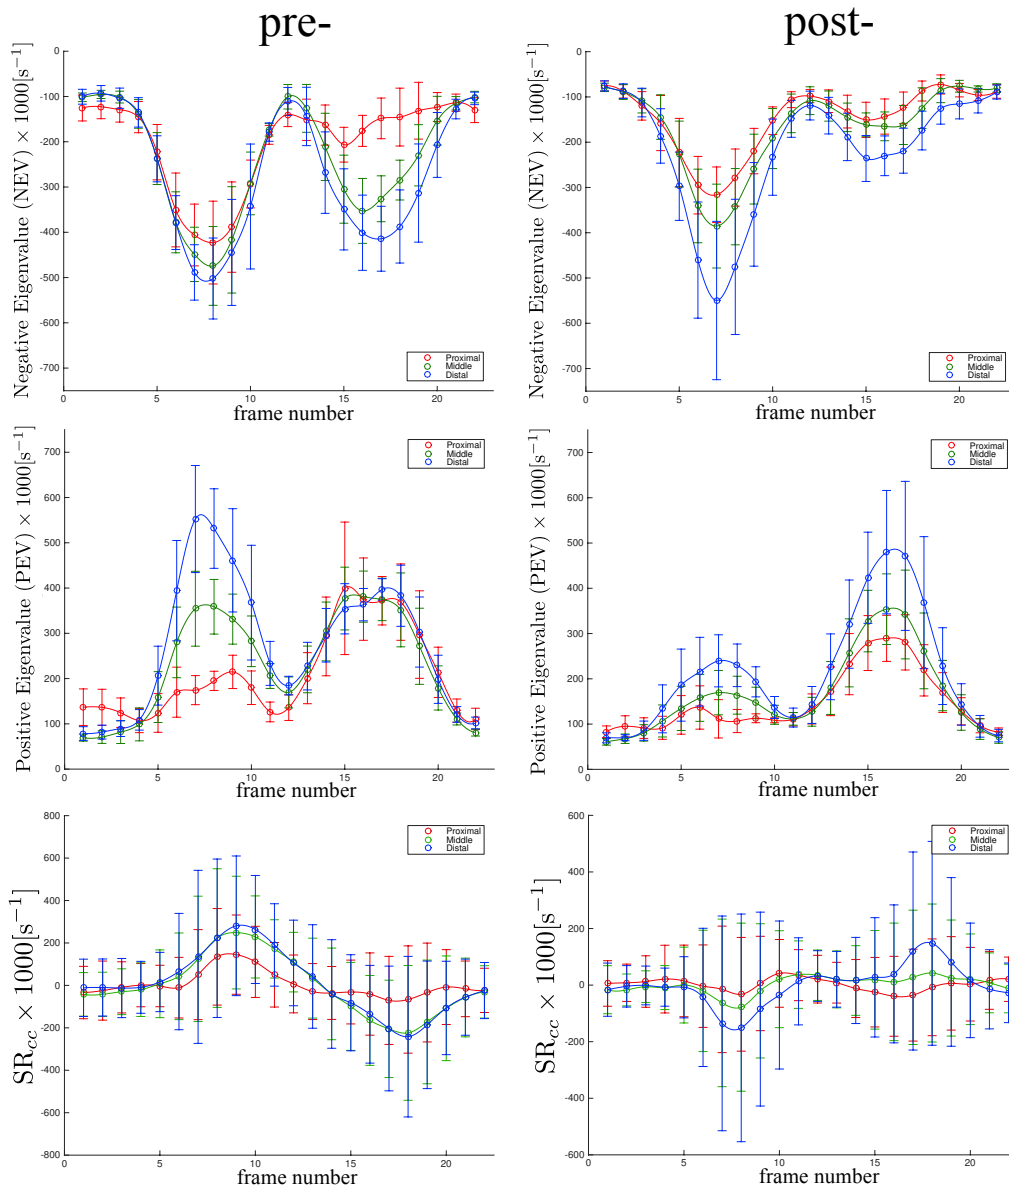 pre-
post-
Negative Eigenvalue (NEV) × 1000[s⁻¹]
0
-100
-200
-300
-400
-500
-600
-700
0 5 10 15 20
frame number
Proximal
Middle
Distal
Negative Eigenvalue (NEV) × 1000[s⁻¹]
0
-100
-200
-300
-400
-500
-600
-700
0 5 10 15 20
frame number
Proximal
Middle
Distal
Positive Eigenvalue (PEV) × 1000[s⁻¹]
700
600
500
400
300
200
100
0
0 5 10 15 20
frame number
Proximal
Middle
Distal
Positive Eigenvalue (PEV) × 1000[s⁻¹]
700
600
500
400
300
200
100
0
0 5 10 15 20
frame number
Proximal
Middle
Distal
SR_cc × 1000[s⁻¹]
800
600
400
200
0
-200
-400
-600
-800
0 5 10 15 20
frame number
Proximal
Middle
Distal
SR_cc × 1000[s⁻¹]
600
400
200
0
-200
-400
-600
0 5 10 15 20
frame number
Proximal
Middle
Distal